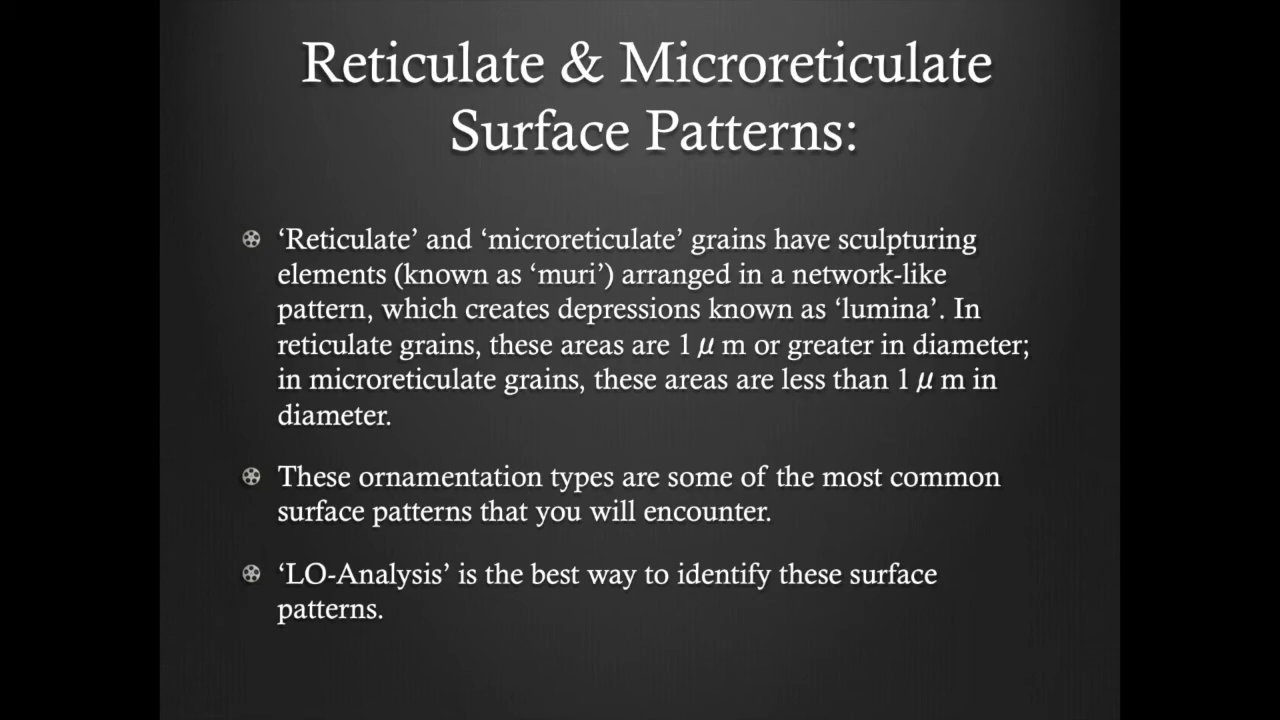 Reticulate & Microreticulate
Surface Patterns:
‘Reticulate’ and ‘microreticulate’ grains have sculpturing
elements (known as ‘muri’) arranged in a network-like
pattern, which creates depressions known as ‘lumina’. In
reticulate grains, these areas are 1 μ m or greater in diameter;
in microreticulate grains, these areas are less than 1 μ m in
diameter.
These ornamentation types are some of the most common
surface patterns that you will encounter.
‘LO-Analysis’ is the best way to identify these surface
patterns.